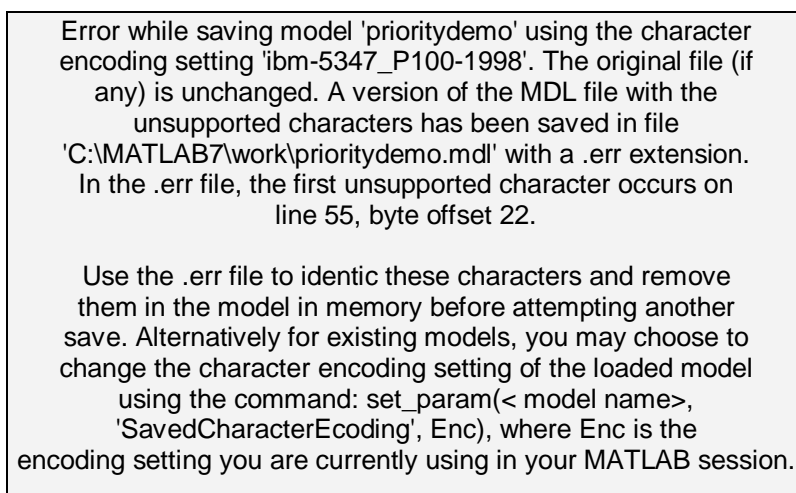 Error while saving model 'prioritydemo' using the character
encoding setting 'ibm-5347_P100-1998'. The original file (if
any) is unchanged. A version of the MDL file with the
unsupported characters has been saved in file
'C:\MATLAB7\work\prioritydemo.mdl' with a .err extension.
In the .err file, the first unsupported character occurs on
line 55, byte offset 22.
Use the .err file to identic these characters and remove
them in the model in memory before attempting another
save. Alternatively for existing models, you may choose to
change the character encoding setting of the loaded model
using the command: set_param(< model name>,
'SavedCharacterEcoding', Enc), where Enc is the
encoding setting you are currently using in your MATLAB session.